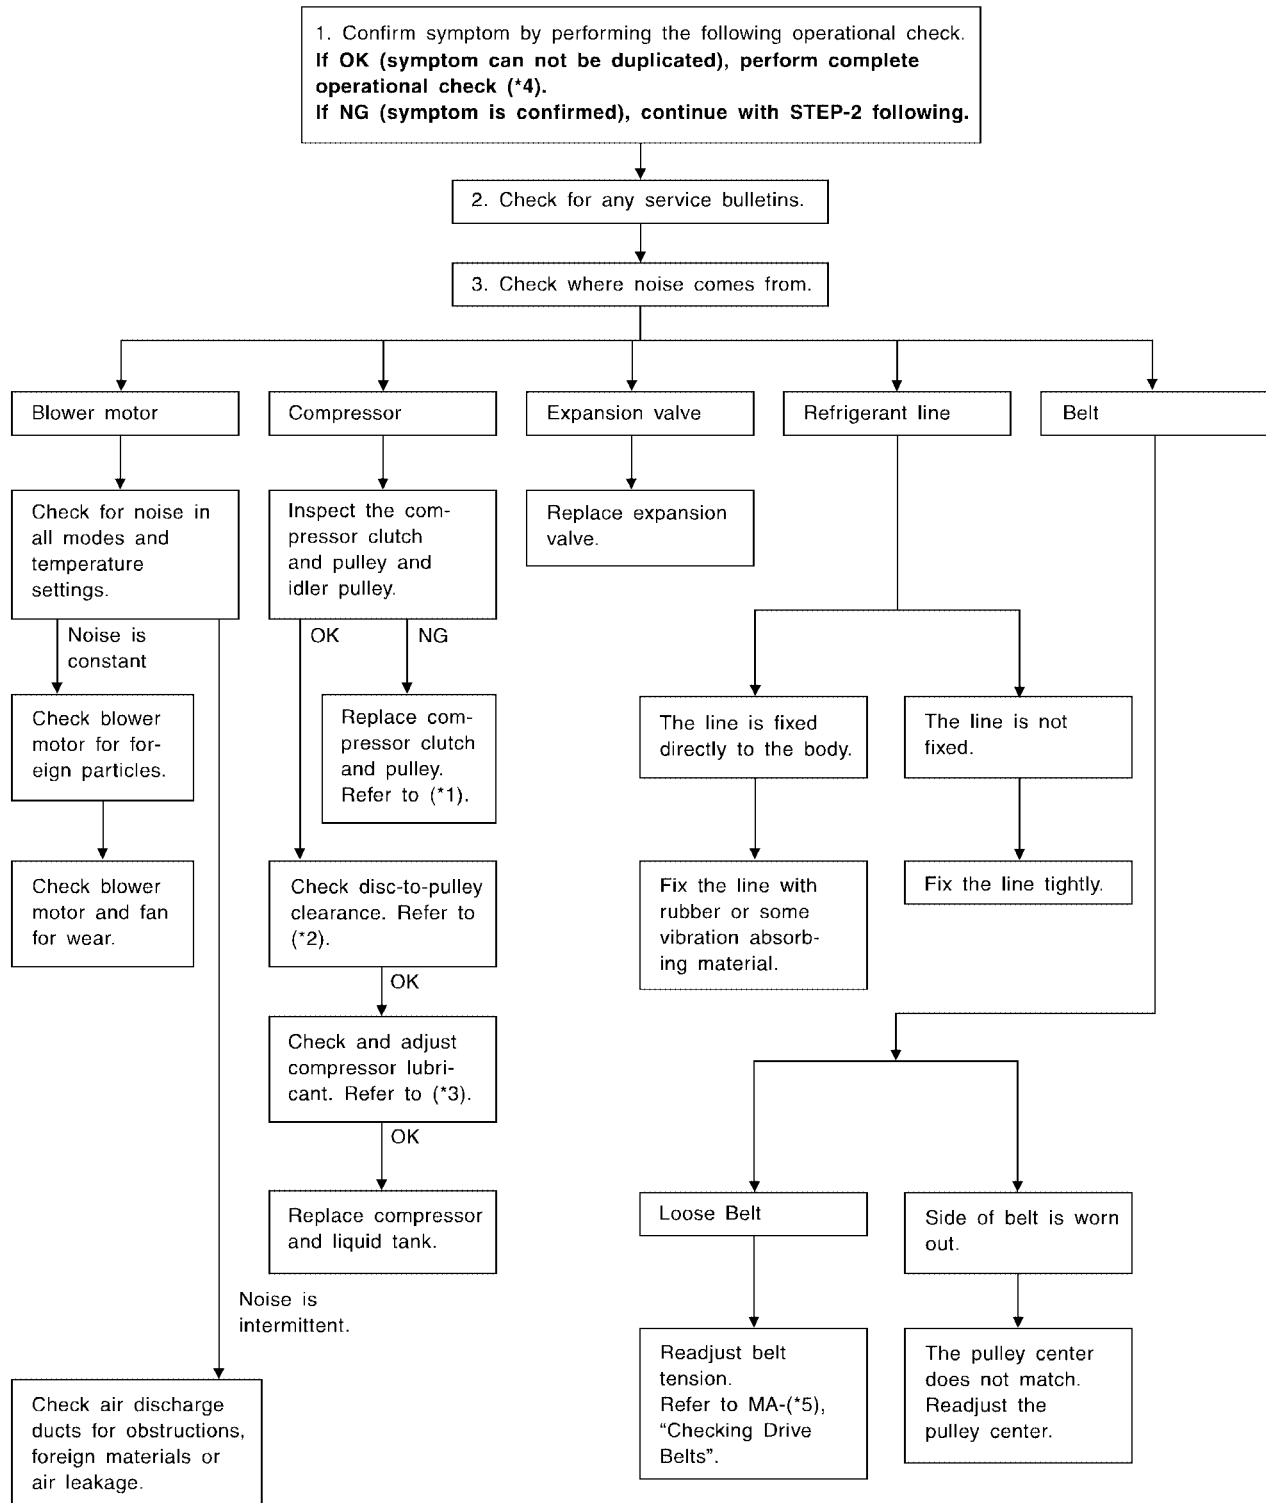 1. Confirm symptom by performing the following operational check.
If OK (symptom can not be duplicated), perform complete
operational check (*4).
If NG (symptom is confirmed), continue with STEP-2 following.
2. Check for any service bulletins.
3. Check where noise comes from.
Blower motor
Compressor
Expansion valve
Refrigerant line
Belt
Check for noise in
all modes and
temperature
settings.
Inspect the com-
pressor clutch
and pulley and
idler pulley.
Replace expansion
valve.
Noise is
constant
OK
NG
Check blower
motor for for-
eign particles.
Replace com-
pressor clutch
and pulley.
Refer to (*1).
The line is fixed
directly to the body.
The line is not
fixed.
Check blower
motor and fan
for wear.
Check disc-to-pulley
clearance. Refer to
(*2).
Fix the line with
rubber or some
vibration absorb-
ing material.
Fix the line tightly.
OK
Check and adjust
compressor lubri-
cant. Refer to (*3).
OK
Replace compressor
and liquid tank.
Loose Belt
Side of belt is worn
out.
Noise is
intermittent.
Readjust belt
tension.
Refer to MA-(*5),
“Checking Drive
Belts”.
The pulley center
does not match.
Readjust the
pulley center.
Check air discharge
ducts for obstructions,
foreign materials or
air leakage.